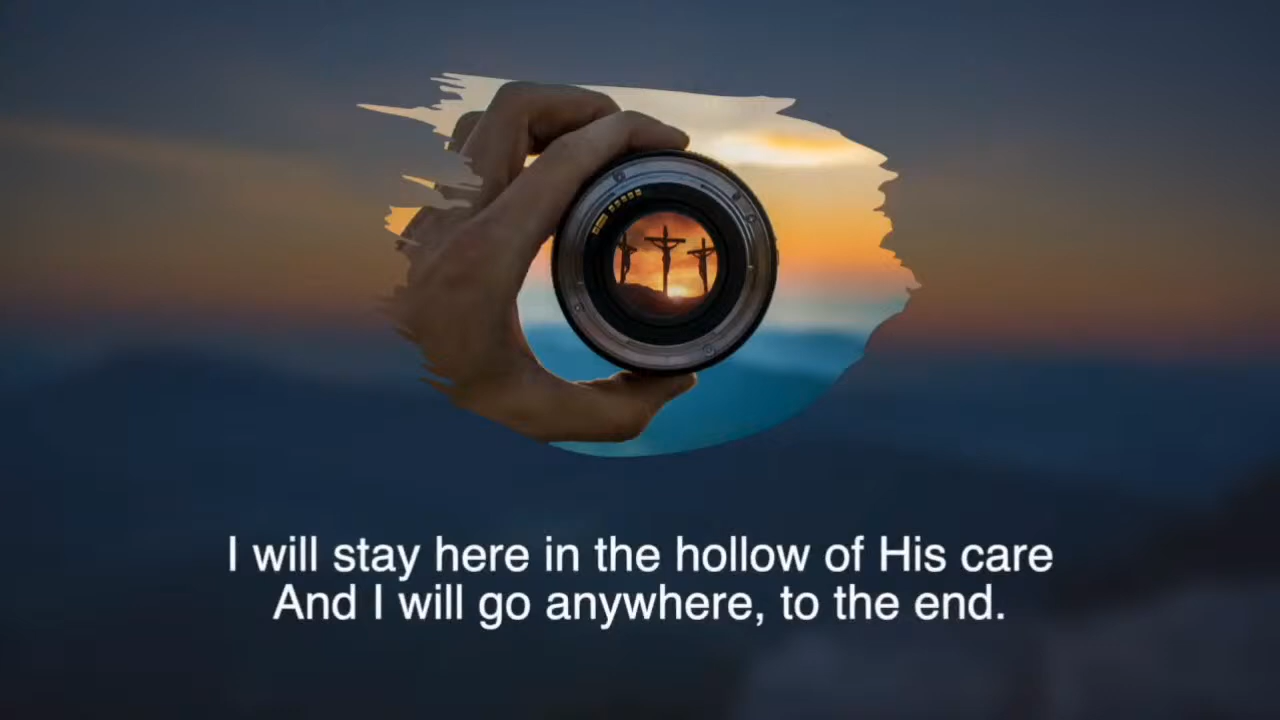 I will stay here in the hollow of His care
And I will go anywhere, to the end.